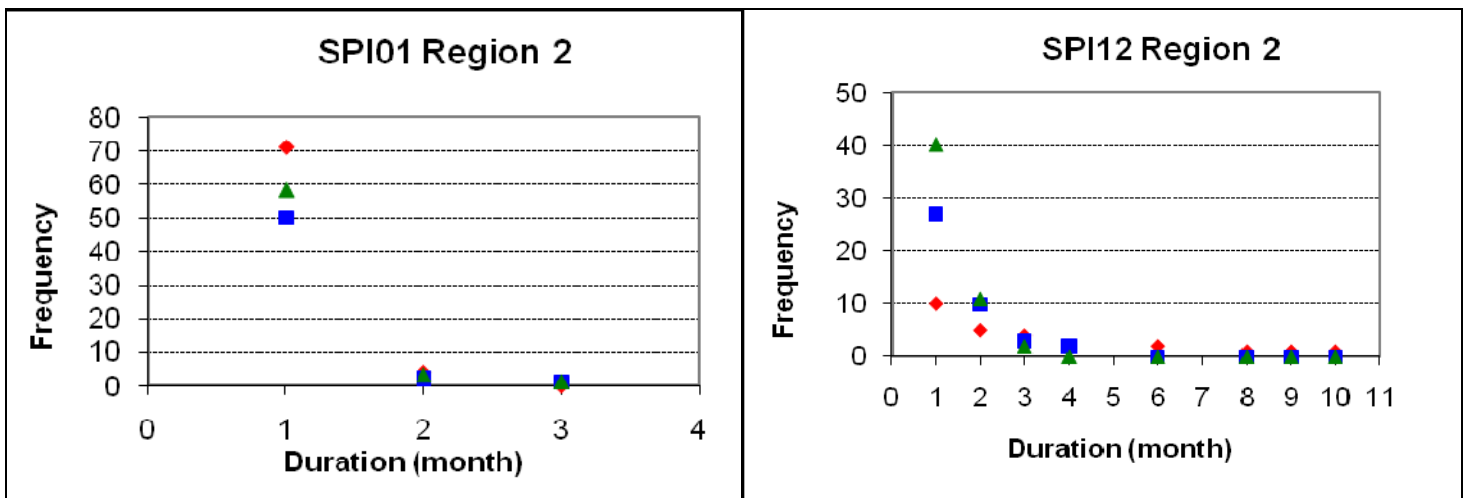 SPI01 Region 2
80
70
60
50
40
30
20
10
0
Frequency
0 1 2 3 4
Duration (month)
SPI12 Region 2
50
40
30
20
10
0
Frequency
0 1 2 3 4 5 6 7 8 9 10 11
Duration (month)